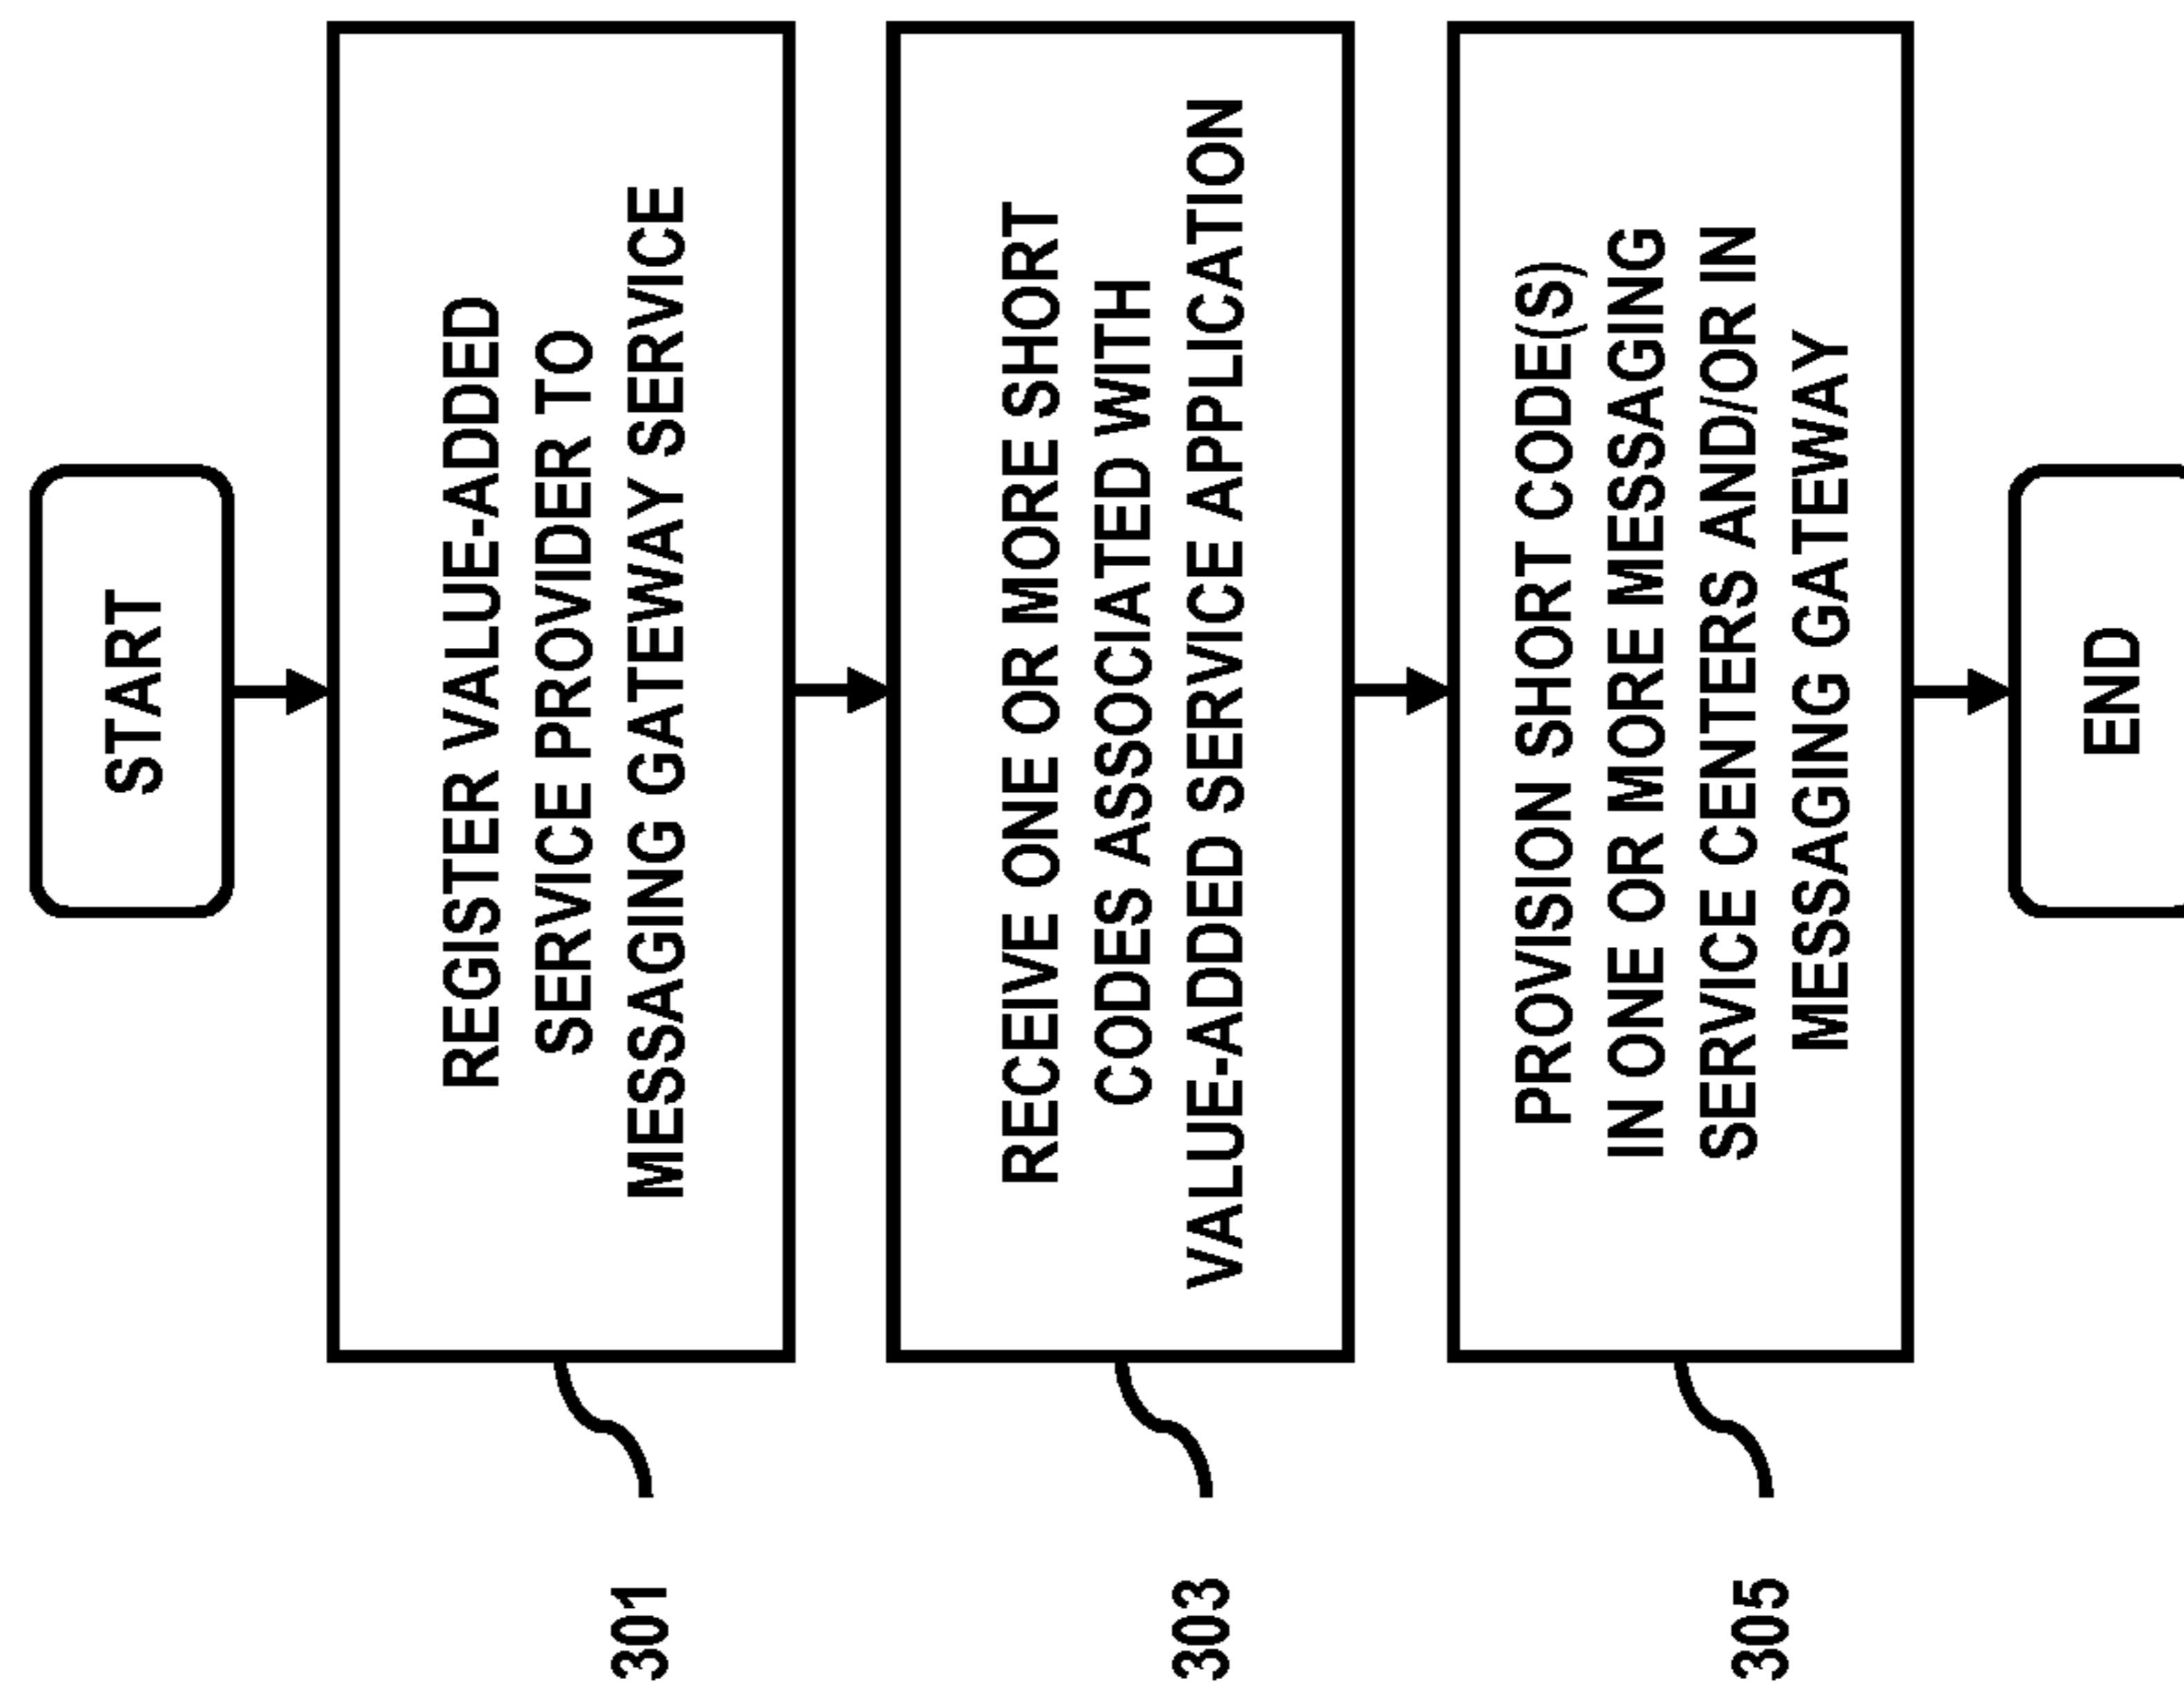 START
REGISTER VALUE-ADDED
SERVICE PROVIDER TO
MESSAGING GATEWAY SERVICE
301
RECEIVE ONE OR MORE SHORT
CODES ASSOCIATED WITH
VALUE-ADDED SERVICE APPLICATION
303
PROVISION SHORT CODE(S)
IN ONE OR MORE MESSAGING
SERVICE CENTERS AND/OR IN
MESSAGING GATEWAY
305
END